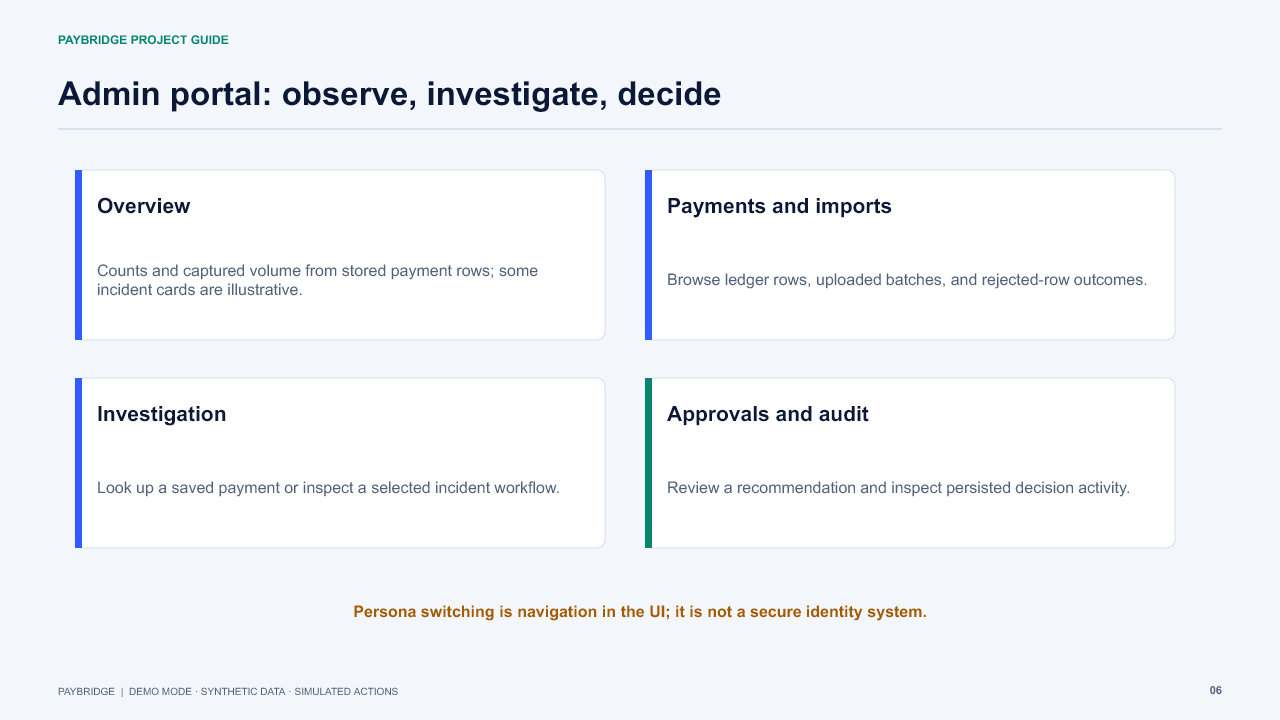 PAYBRIDGE PROJECT GUIDE
Admin portal: observe, investigate, decide
Overview
Counts and captured volume from stored payment rows; some
incident cards are illustrative.
Payments and imports
Browse ledger rows, uploaded batches, and rejected-row outcomes.
Investigation
Look up a saved payment or inspect a selected incident workflow.
Approvals and audit
Review a recommendation and inspect persisted decision activity.
Persona switching is navigation in the UI; it is not a secure identity system.
PAYBRIDGE | DEMO MODE · SYNTHETIC DATA · SIMULATED ACTIONS
06